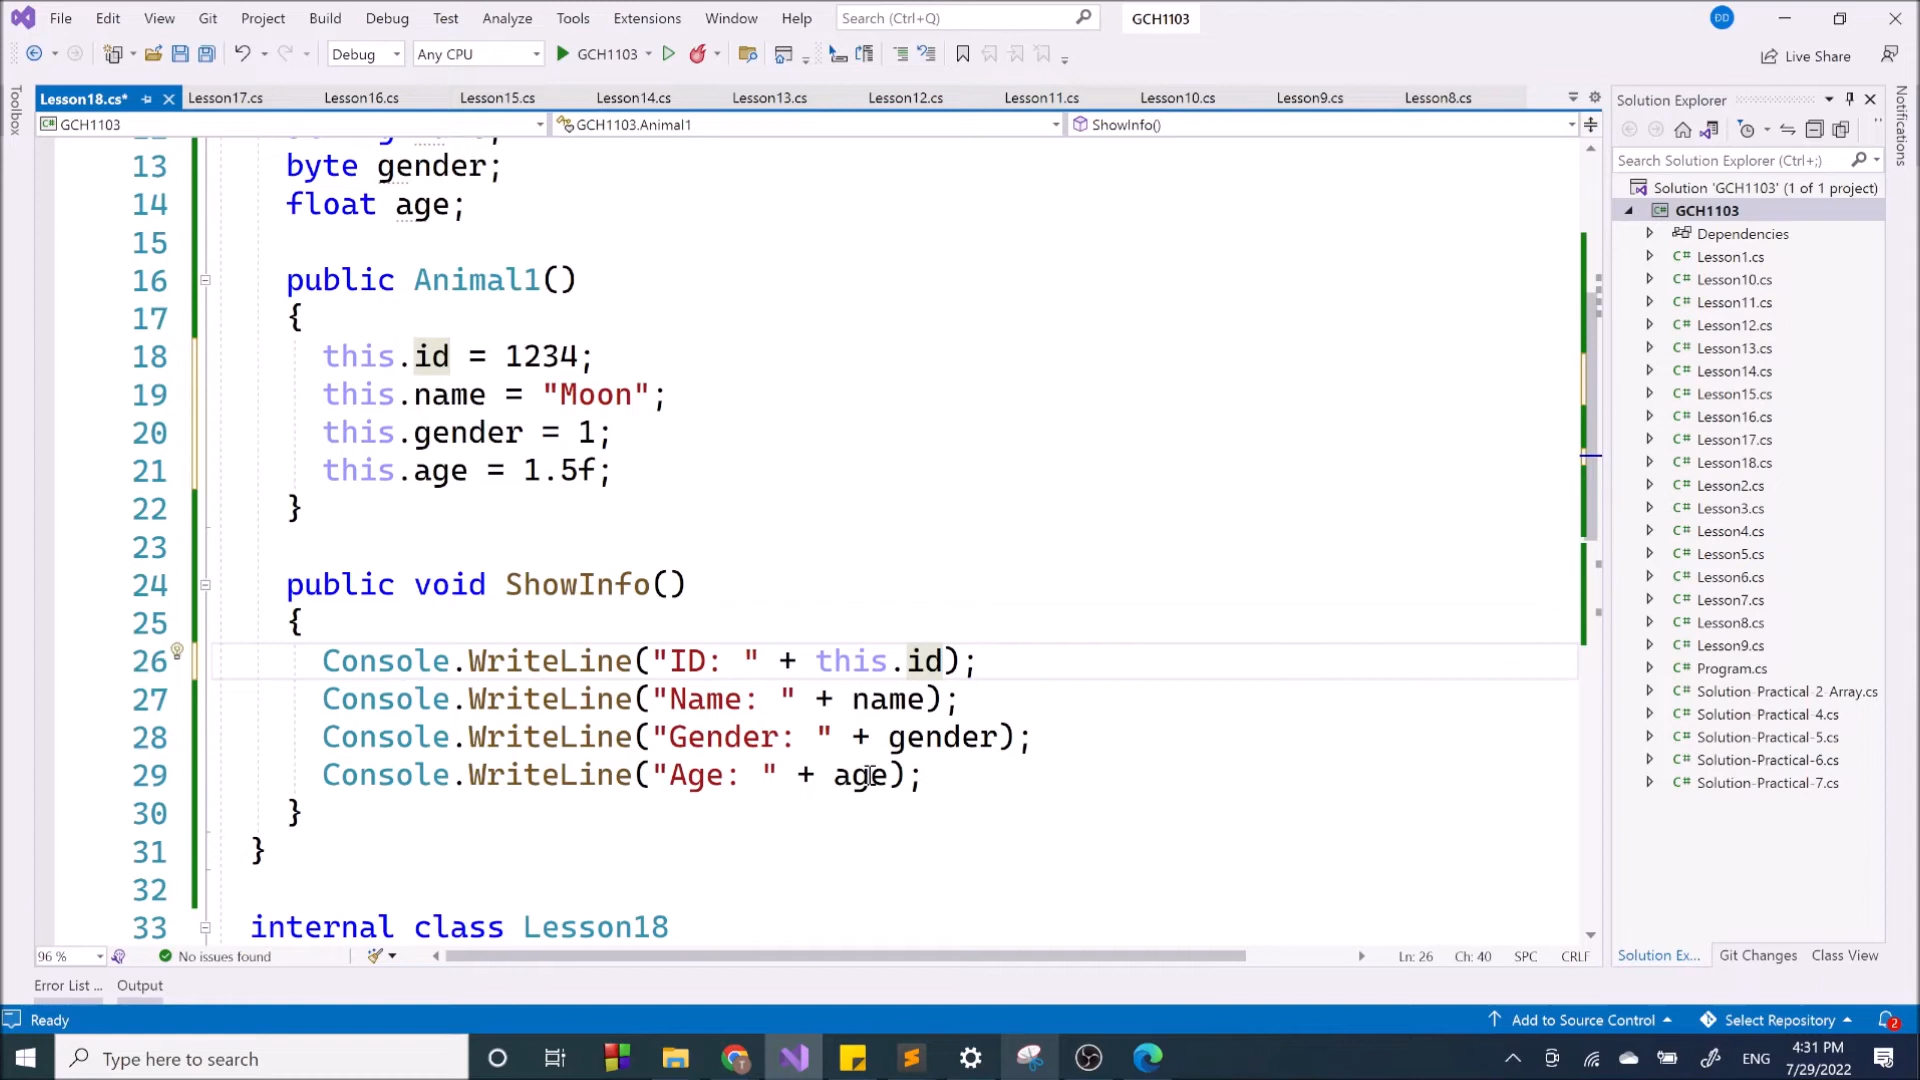 File Edit View Git Project Build Debug Test Analyze Tools Extensions Window Help Search (Ctrl+Q) GCH1103 ĐD
Debug Any CPU GCH1103 Live Share
Lesson18.cs* Lesson17.cs Lesson16.cs Lesson15.cs Lesson14.cs Lesson13.cs Lesson12.cs Lesson11.cs Lesson10.cs Lesson9.cs Lesson8.cs
GCH1103 GCH1103.Animal1 ShowInfo()
Toolbox
13 byte gender;
14 float age;
15
16 public Animal1()
17 {
18 this.id = 1234;
19 this.name = "Moon";
20 this.gender = 1;
21 this.age = 1.5f;
22 }
23
24 public void ShowInfo()
25 {
26 Console.WriteLine("ID: " + this.id);
27 Console.WriteLine("Name: " + name);
28 Console.WriteLine("Gender: " + gender);
29 Console.WriteLine("Age: " + age);
30 }
31 }
32
33 internal class Lesson18
96 % No issues found Ln: 26 Ch: 40 SPC CRLF
Error List ... Output
Solution Explorer
Search Solution Explorer (Ctrl+;)
Solution 'GCH1103' (1 of 1 project)
GCH1103
Dependencies
C# Lesson1.cs
C# Lesson10.cs
C# Lesson11.cs
C# Lesson12.cs
C# Lesson13.cs
C# Lesson14.cs
C# Lesson15.cs
C# Lesson16.cs
C# Lesson17.cs
C# Lesson18.cs
C# Lesson2.cs
C# Lesson3.cs
C# Lesson4.cs
C# Lesson5.cs
C# Lesson6.cs
C# Lesson7.cs
C# Lesson8.cs
C# Lesson9.cs
C# Program.cs
C# Solution-Practical-2-Array.cs
C# Solution-Practical-4.cs
C# Solution-Practical-5.cs
C# Solution-Practical-6.cs
C# Solution-Practical-7.cs
Solution Ex... Git Changes Class View
Notifications
Ready Add to Source Control Select Repository 2
Type here to search ENG 4:31 PM
7/29/2022